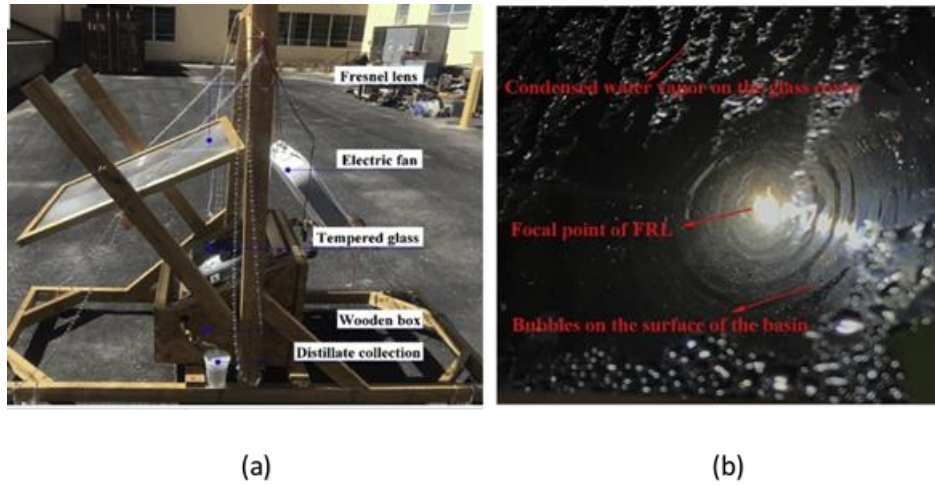 Fresnel lens
Electric fan
Tempered glass
Wooden box
Distillate collection
Condensed water vapor on the glass cover
Focal point of FRL
Bubbles on the surface of the basin
(a)
(b)